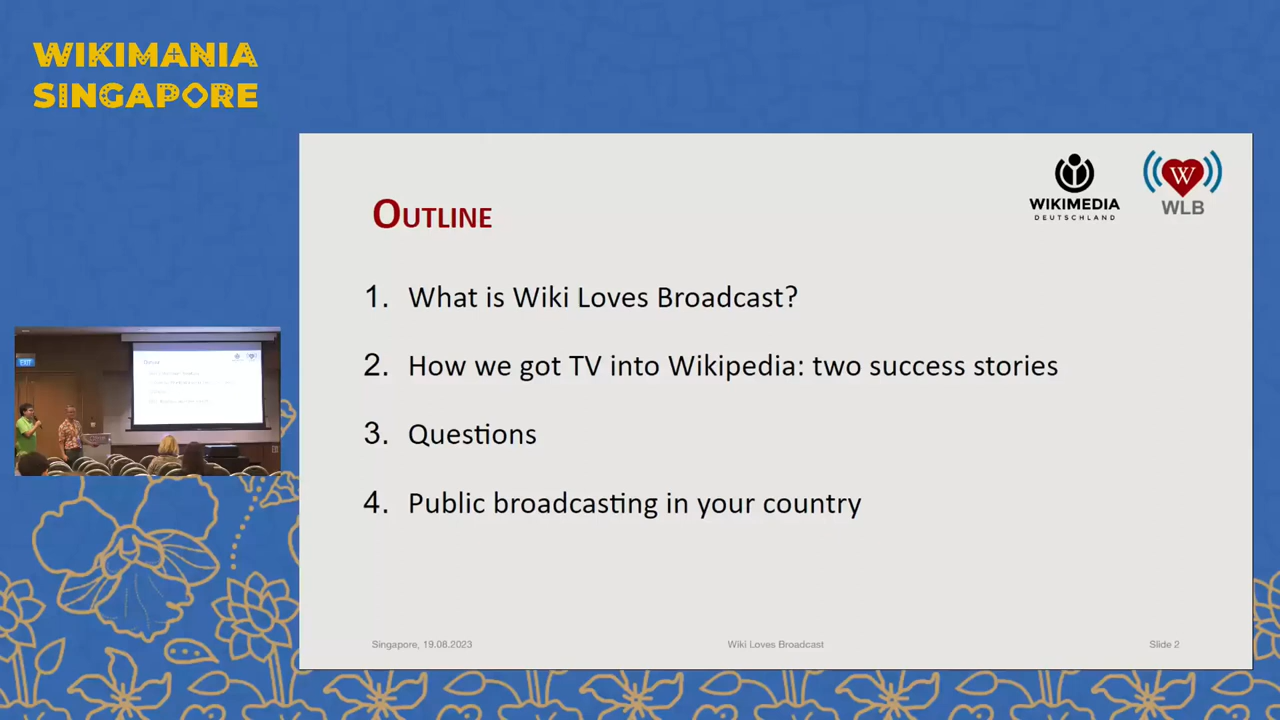 WIKIMANIA
SINGAPORE
WIKIMEDIA
DEUTSCHLAND
W
WLB
OUTLINE
1. What is Wiki Loves Broadcast?
2. How we got TV into Wikipedia: two success stories
3. Questions
4. Public broadcasting in your country
EXIT
Singapore, 19.08.2023
Wiki Loves Broadcast
Slide 2